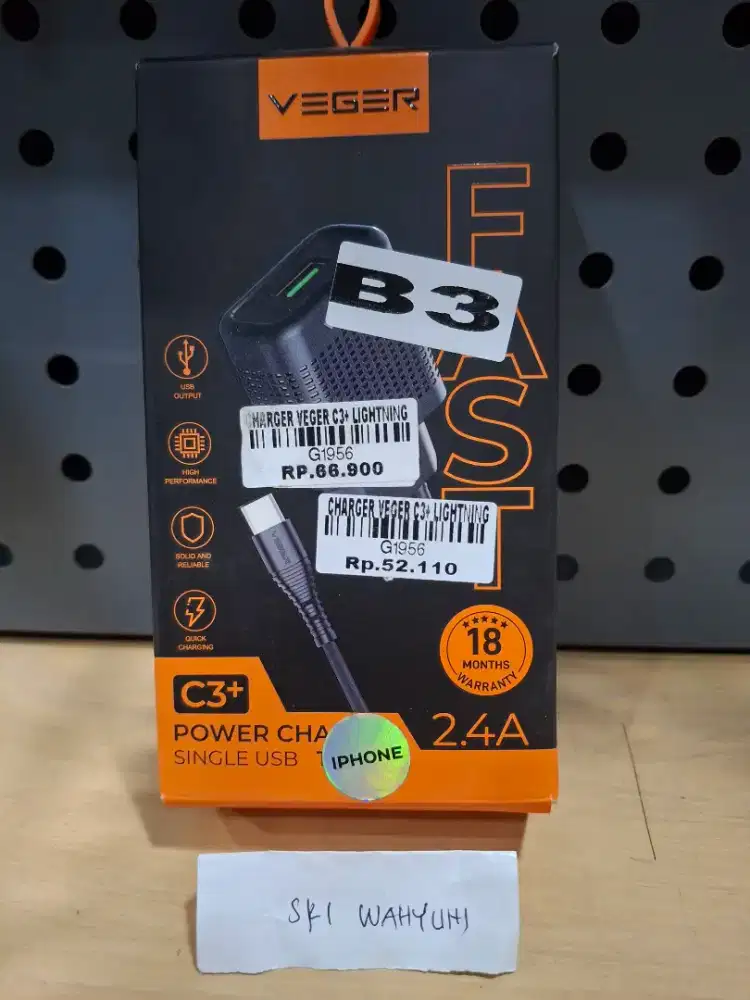 VEGER
FAST
B3
USB
OUTPUT
HIGH
PERFORMANCE
SOLID AND
RELIABLE
QUICK
CHARGING
CHARGER VEGER C3+ LIGHTNING
G1956
RP.66.900
CHARGER VEGER C3+ LIGHTNING
G1956
Rp.52.110
VEGER
18
MONTHS
WARRANTY
C3+
POWER CHA
SINGLE USB
2.4A
IPHONE
SRI WAHYUNI